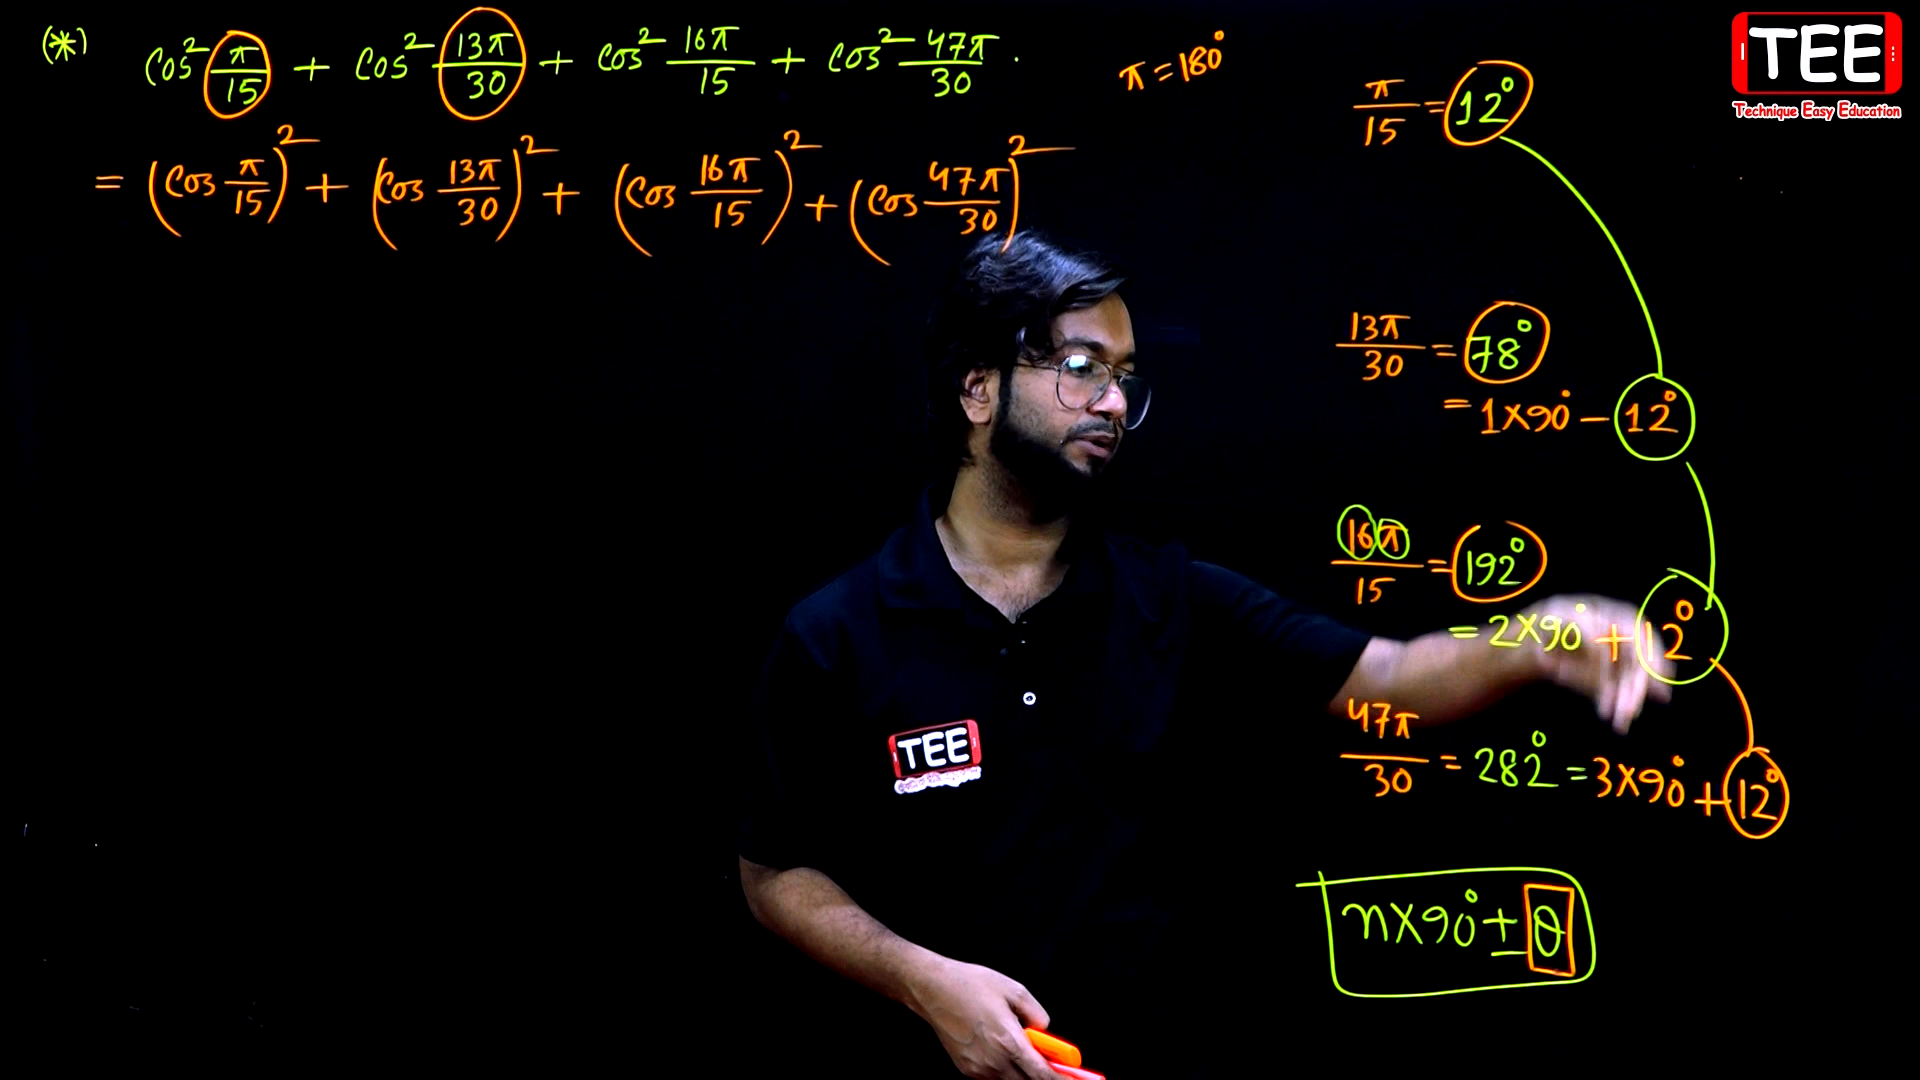 (*) cos² π/15 + cos² 13π/30 + cos² 16π/15 + cos² 47π/30 .
= (cos π/15)² + (cos 13π/30)² + (cos 16π/15)² + (cos 47π/30)²
π = 180°
π/15 = 12°
13π/30 = 78°
= 1×90° − 12°
16π/15 = 192°
= 2×90° + 12°
47π/30 = 282° = 3×90° + 12°
n×90° ± θ
TEE
Technique Easy Education
TEE